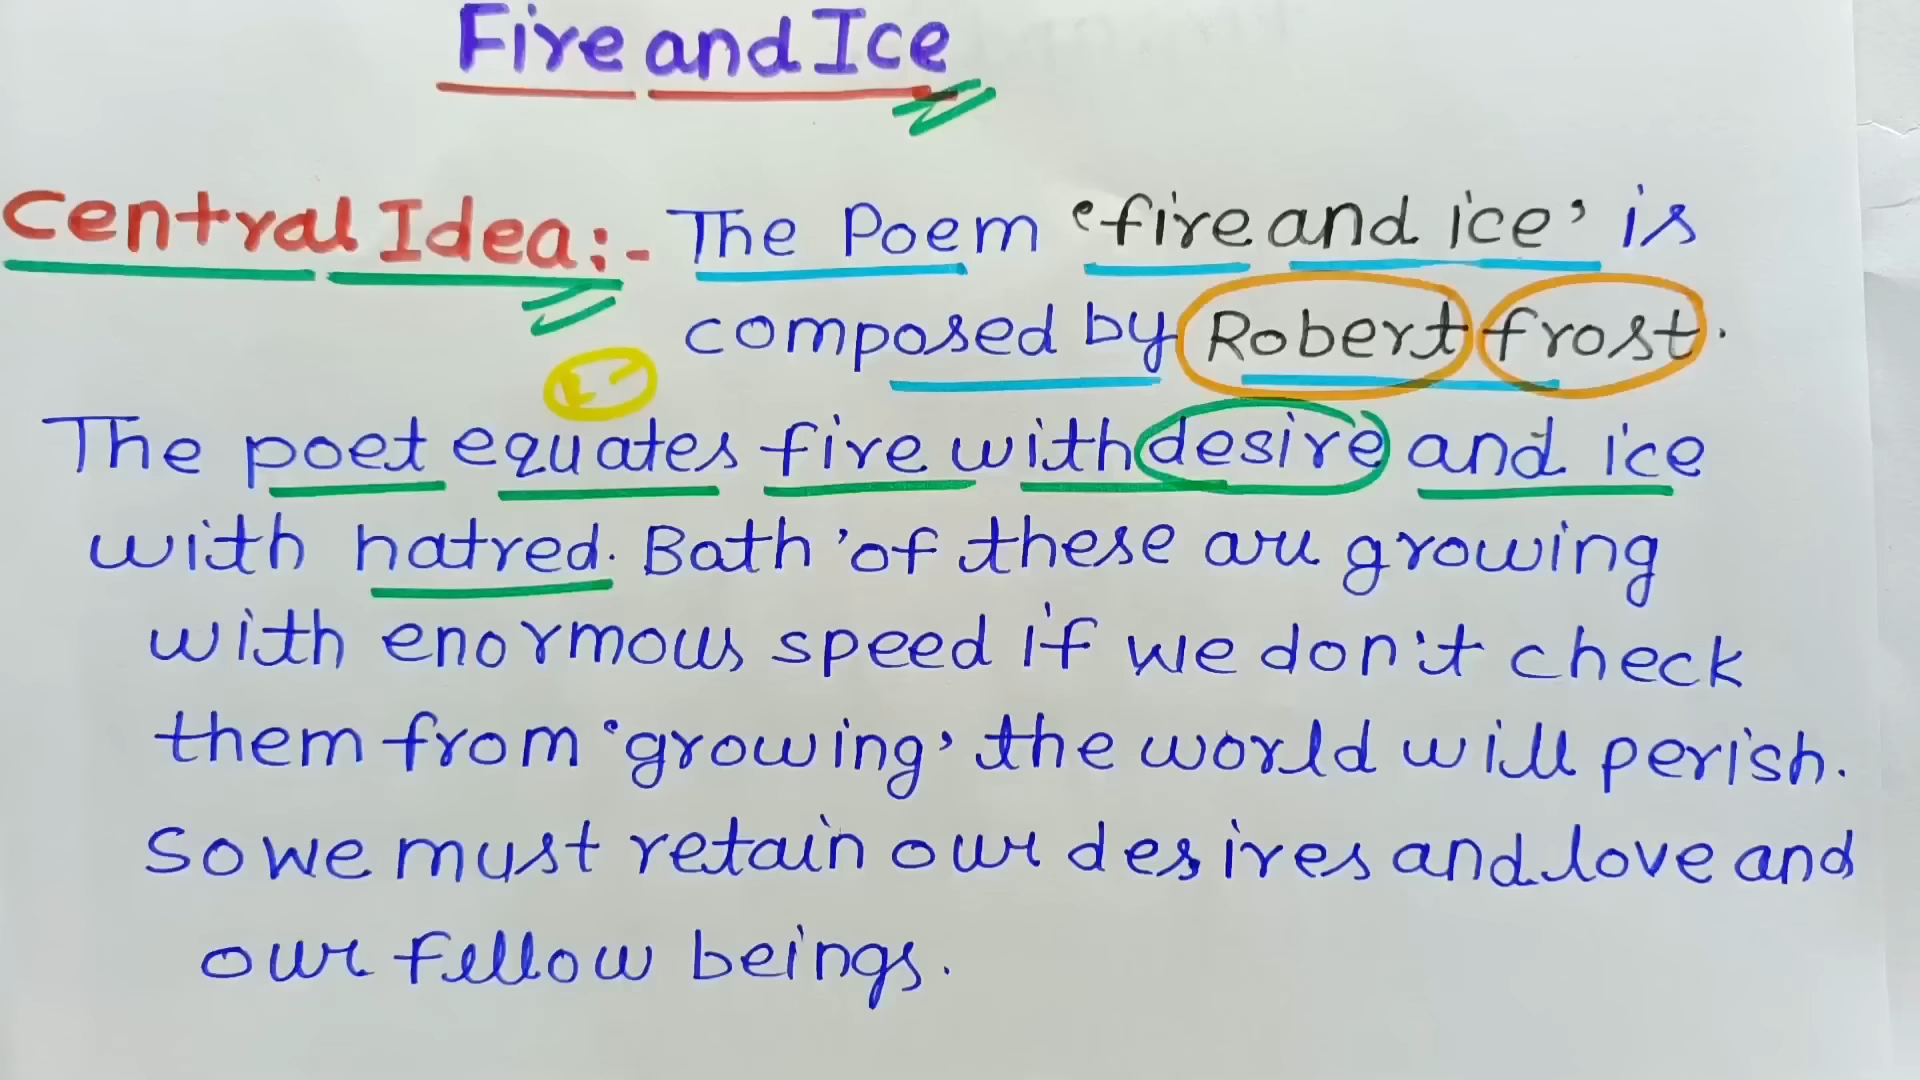 Fire and Ice
Central Idea:- The Poem 'fire and ice' is
composed by Robert frost.
The poet equates fire with desire and ice
with hatred. Bath 'of these are growing
with enormous speed if we don't check
them from 'growing' the world will perish.
So we must retain our desires and love and
our fellow beings.